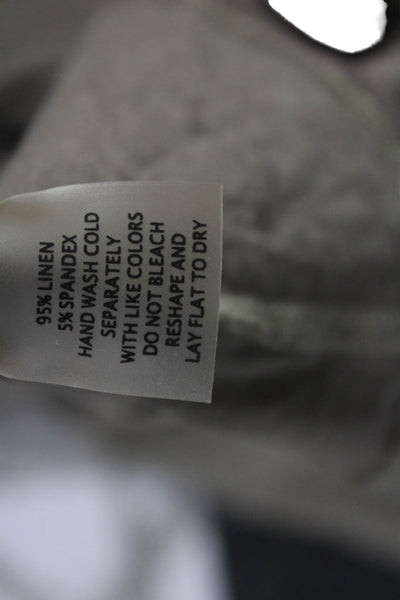 95% LINEN
5% SPANDEX
HAND WASH COLD
SEPARATELY
WITH LIKE COLORS
DO NOT BLEACH
RESHAPE AND
LAY FLAT TO DRY